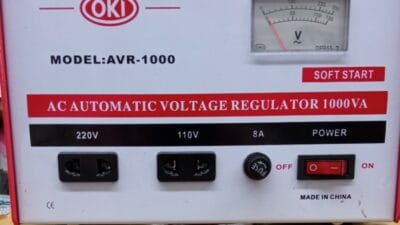 OKI
V
MODEL:AVR-1000
SOFT START
AC AUTOMATIC VOLTAGE REGULATOR 1000VA
220V 110V 8A POWER
OFF ON
MADE IN CHINA
CE